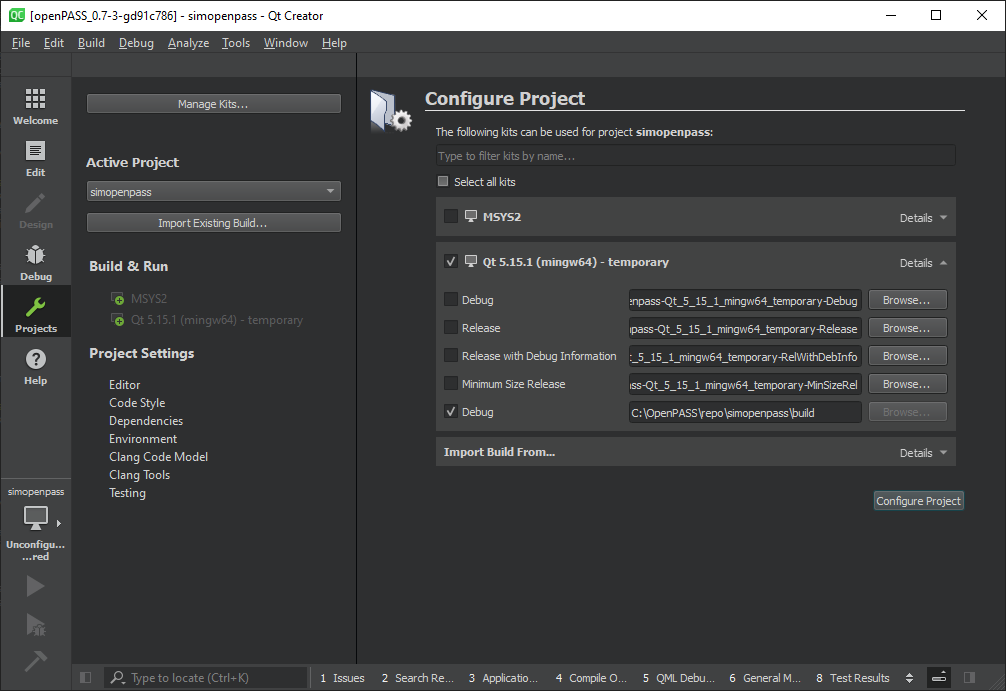 QC [openPASS_0.7-3-gd91c786] - simopenpass - Qt Creator
File Edit Build Debug Analyze Tools Window Help
Welcome
Edit
Design
Debug
Projects
Help
simopenpass
Unconfigu...
...red
Manage Kits...
Active Project
simopenpass
Import Existing Build...
Build & Run
MSYS2
Qt 5.15.1 (mingw64) - temporary
Project Settings
Editor
Code Style
Dependencies
Environment
Clang Code Model
Clang Tools
Testing
Configure Project
The following kits can be used for project simopenpass:
Type to filter kits by name...
Select all kits
MSYS2 Details
Qt 5.15.1 (mingw64) - temporary Details
Debug enpass-Qt_5_15_1_mingw64_temporary-Debug Browse...
Release pass-Qt_5_15_1_mingw64_temporary-Release Browse...
Release with Debug Information t_5_15_1_mingw64_temporary-RelWithDebInfo Browse...
Minimum Size Release ass-Qt_5_15_1_mingw64_temporary-MinSizeRel Browse...
Debug C:\OpenPASS\repo\simopenpass\build Browse...
Import Build From... Details
Configure Project
Type to locate (Ctrl+K) 1 Issues 2 Search Re... 3 Applicatio... 4 Compile O... 5 QML Debu... 6 General M... 8 Test Results